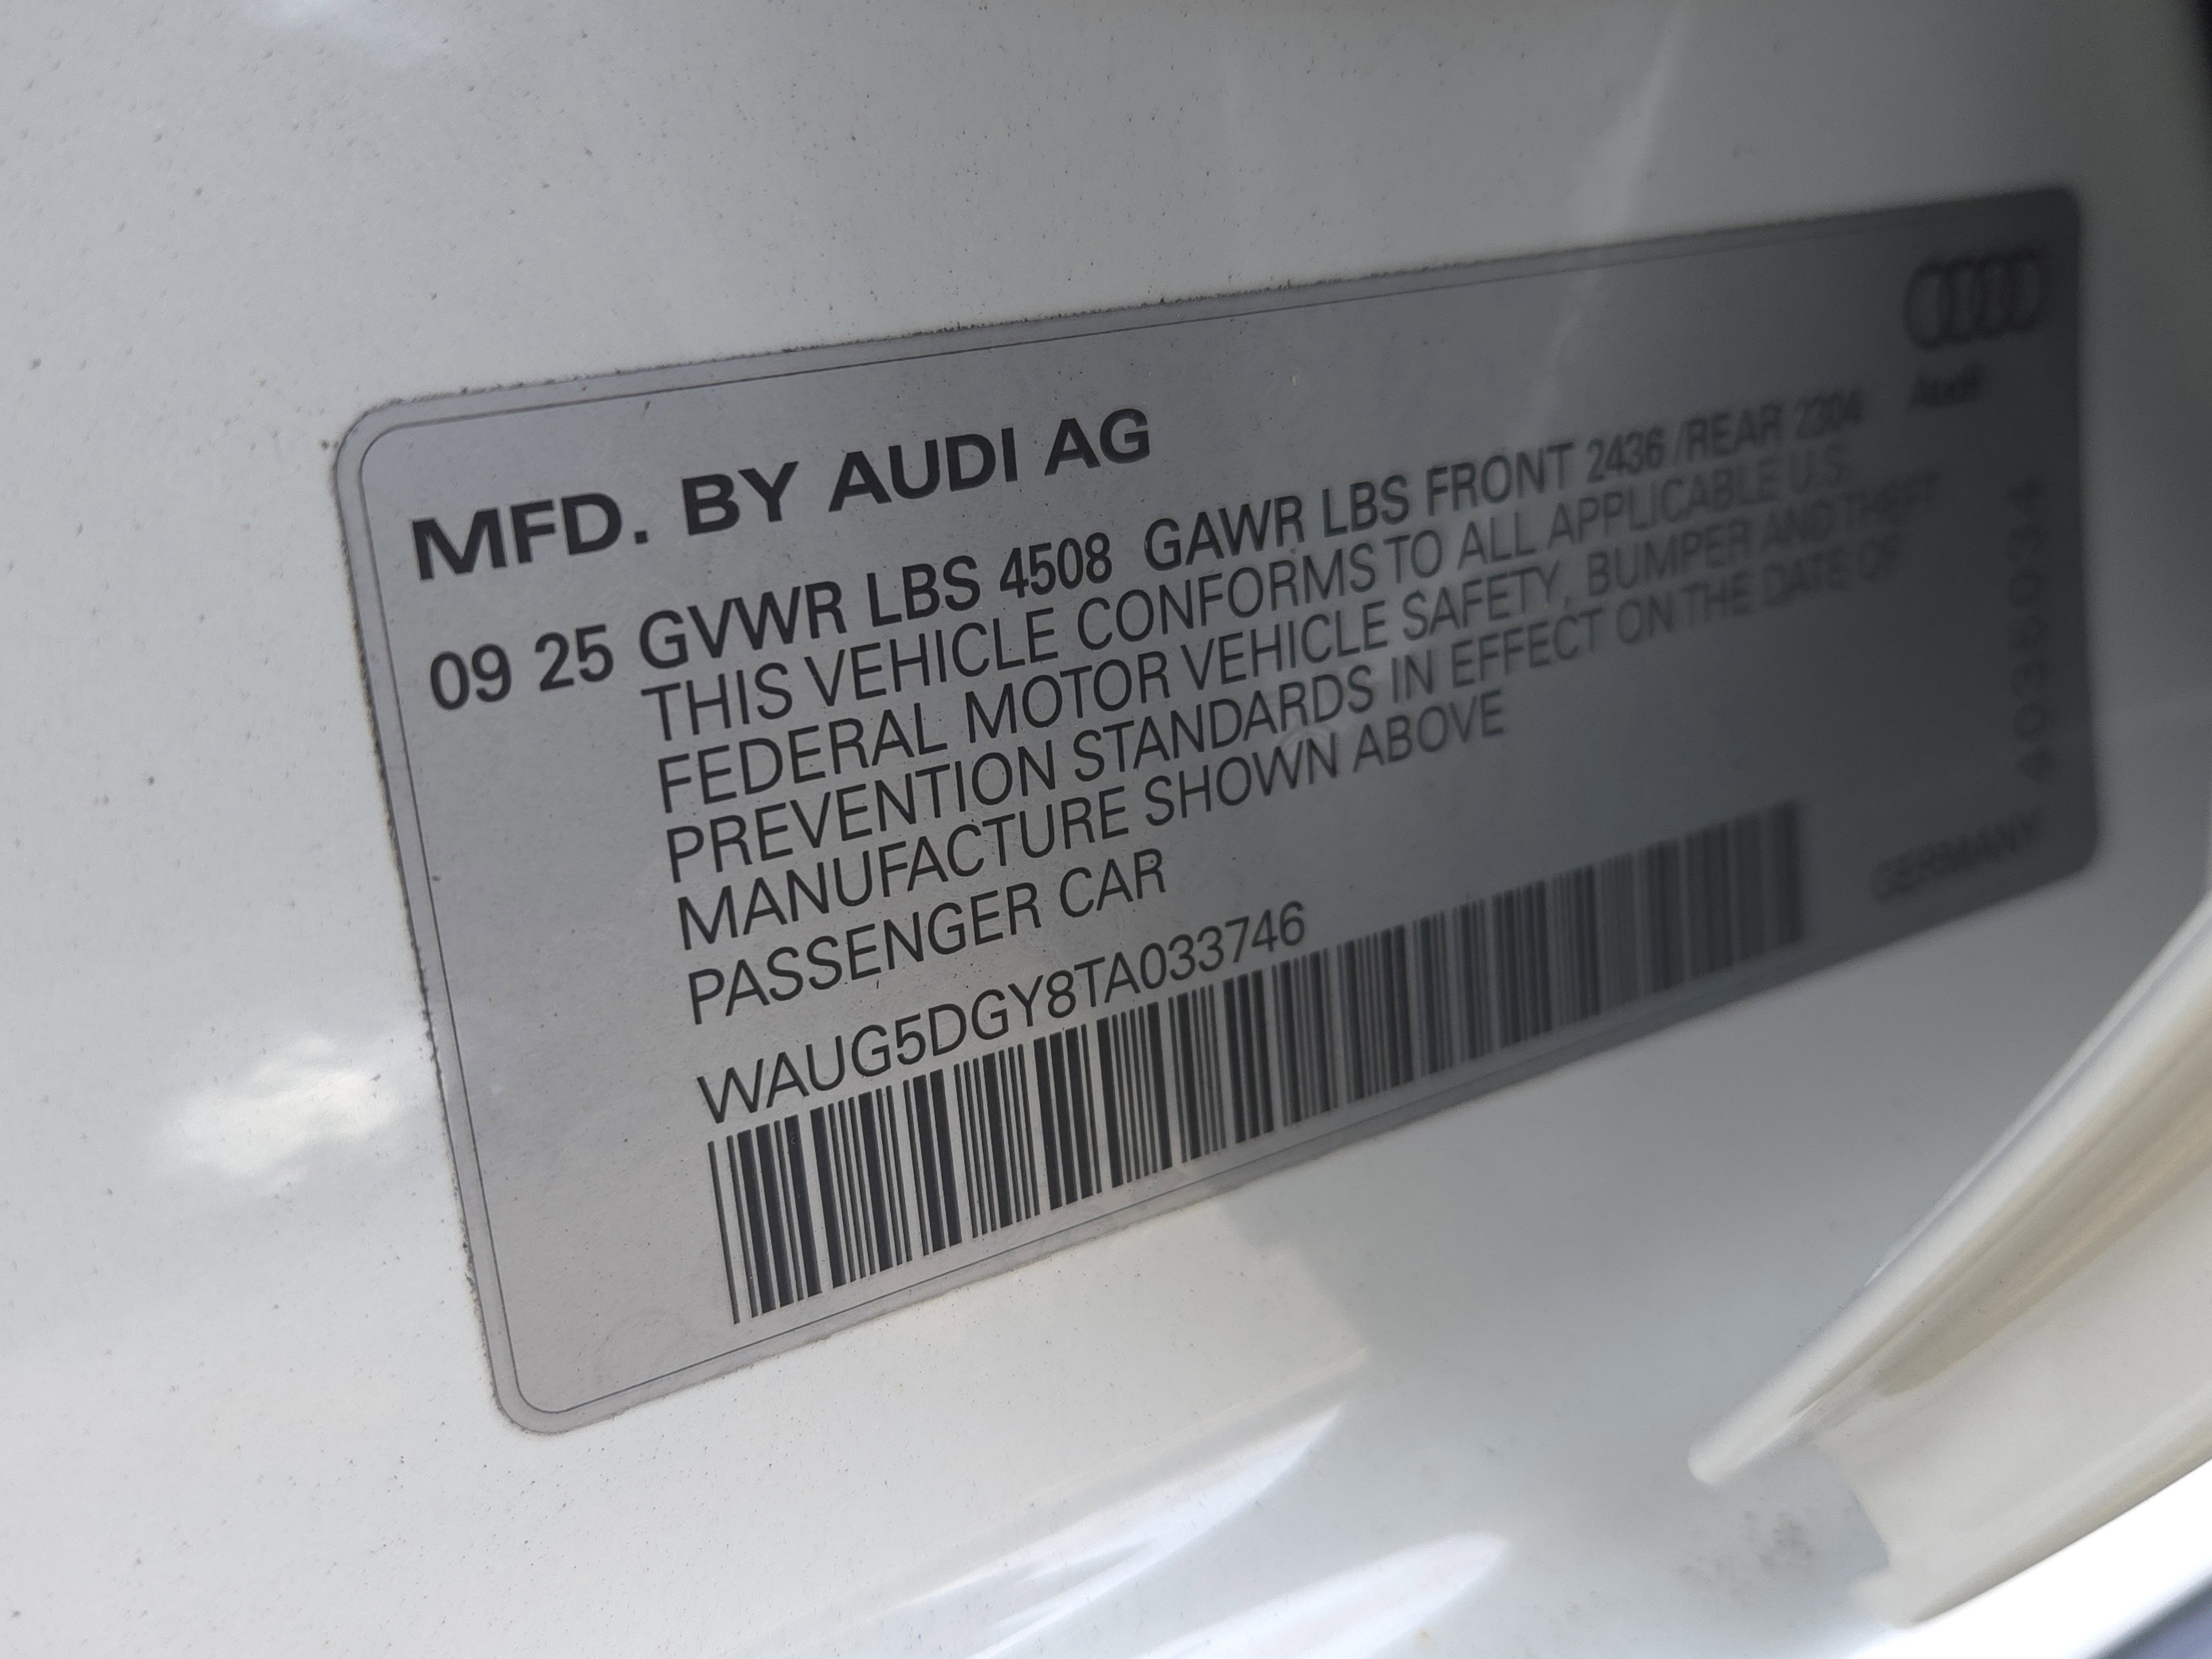 MFD. BY AUDI AG
Audi
09 25 GVWR LBS 4508 GAWR LBS FRONT 2436 /REAR 2304
THIS VEHICLE CONFORMS TO ALL APPLICABLE U.S.
FEDERAL MOTOR VEHICLE SAFETY, BUMPER AND THEFT
PREVENTION STANDARDS IN EFFECT ON THE DATE OF
MANUFACTURE SHOWN ABOVE
PASSENGER CAR
WAUG5DGY8TA033746
GERMANY